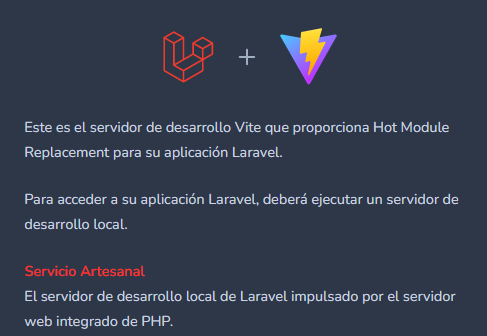 Este es el servidor de desarrollo Vite que proporciona Hot Module
Replacement para su aplicación Laravel.
Para acceder a su aplicación Laravel, deberá ejecutar un servidor de
desarrollo local.
Servicio Artesanal
El servidor de desarrollo local de Laravel impulsado por el servidor
web integrado de PHP.